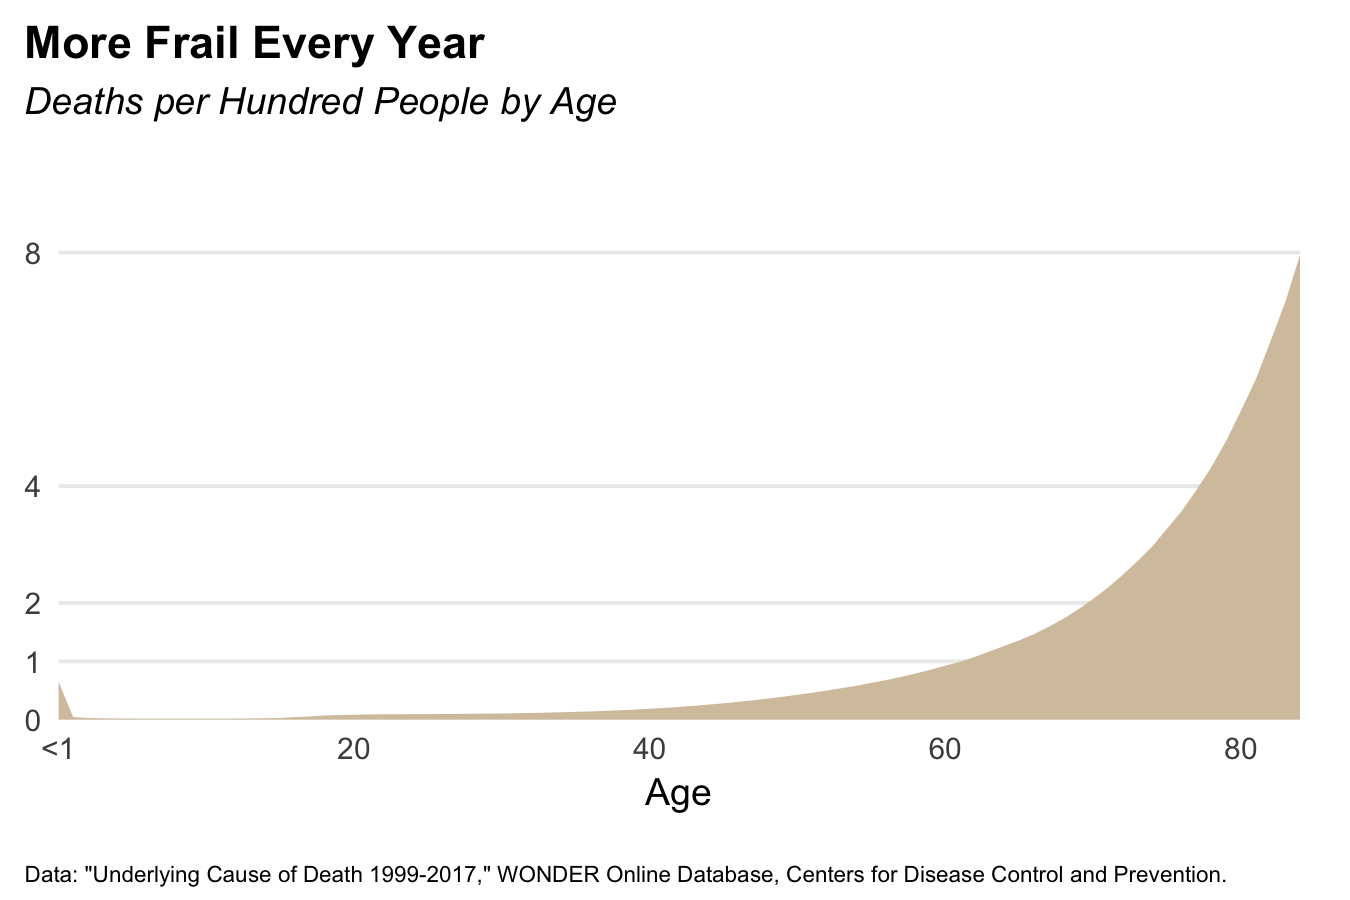 More Frail Every Year
Deaths per Hundred People by Age
8
4
2
1
0
<1 20 40 60 80
Age
Data: "Underlying Cause of Death 1999-2017," WONDER Online Database, Centers for Disease Control and Prevention.